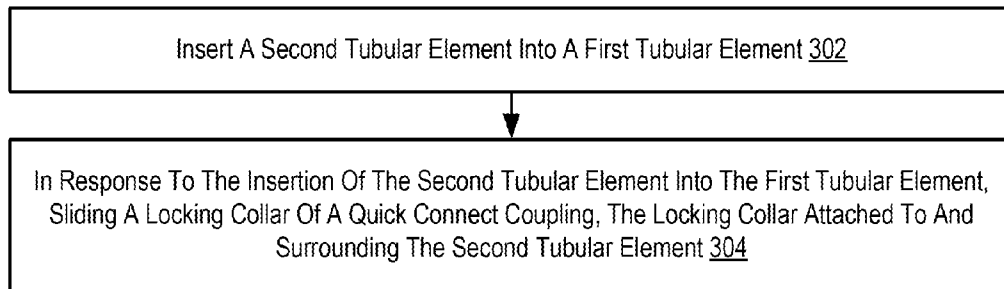 Insert A Second Tubular Element Into A First Tubular Element 302
In Response To The Insertion Of The Second Tubular Element Into The First Tubular Element,
Sliding A Locking Collar Of A Quick Connect Coupling, The Locking Collar Attached To And
Surrounding The Second Tubular Element 304